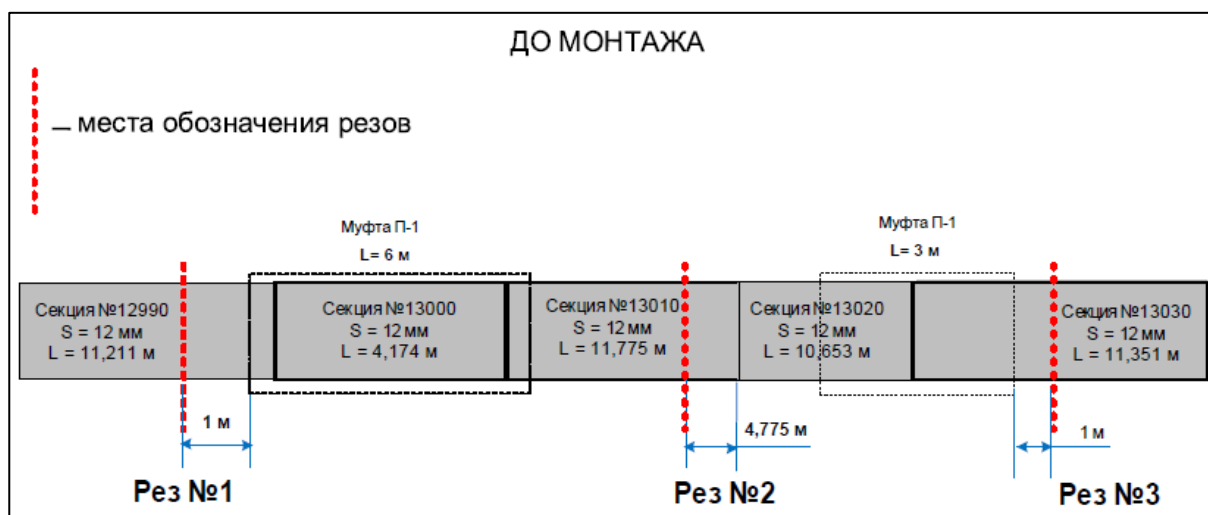 ДО МОНТАЖА
– места обозначения резов
Муфта П-1
L= 6 м
Муфта П-1
L= 3 м
Секция №12990
S = 12 мм
L = 11,211 м
Секция №13000
S = 12 мм
L = 4,174 м
Секция №13010
S = 12 мм
L = 11,775 м
Секция №13020
S = 12 мм
L = 10,653 м
Секция №13030
S = 12 мм
L = 11,351 м
1 м
4,775 м
1м
Рез №1
Рез №2
Рез №3